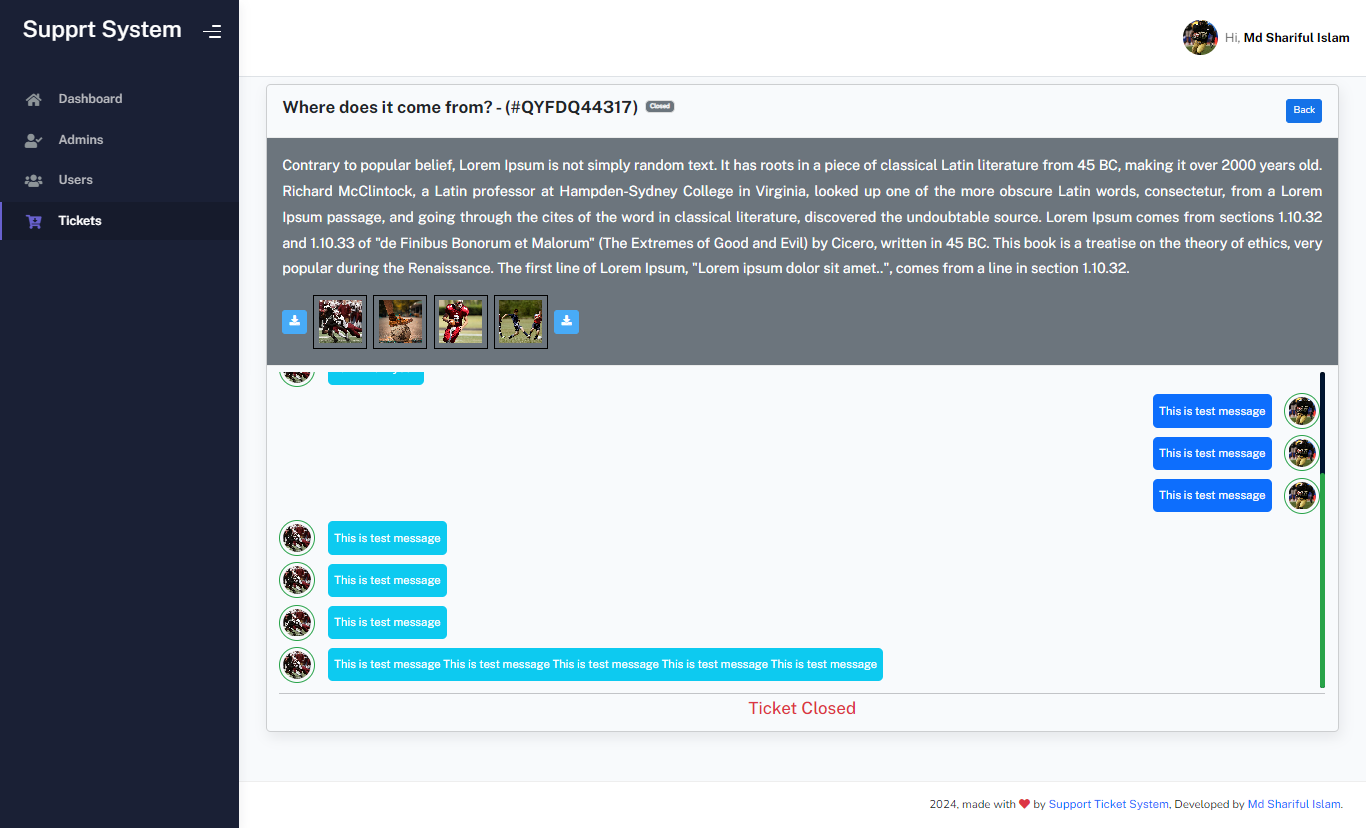 Supprt System
Hi, Md Shariful Islam
Dashboard
Admins
Users
Tickets
Where does it come from? - (#QYFDQ44317) Closed
Back
Contrary to popular belief, Lorem Ipsum is not simply random text. It has roots in a piece of classical Latin literature from 45 BC, making it over 2000 years old.
Richard McClintock, a Latin professor at Hampden-Sydney College in Virginia, looked up one of the more obscure Latin words, consectetur, from a Lorem
Ipsum passage, and going through the cites of the word in classical literature, discovered the undoubtable source. Lorem Ipsum comes from sections 1.10.32
and 1.10.33 of "de Finibus Bonorum et Malorum" (The Extremes of Good and Evil) by Cicero, written in 45 BC. This book is a treatise on the theory of ethics, very
popular during the Renaissance. The first line of Lorem Ipsum, "Lorem ipsum dolor sit amet..", comes from a line in section 1.10.32.
This is test message
This is test message
This is test message
This is test message
This is test message
This is test message
This is test message This is test message This is test message This is test message This is test message
Ticket Closed
2024, made with ❤ by Support Ticket System, Developed by Md Shariful Islam.